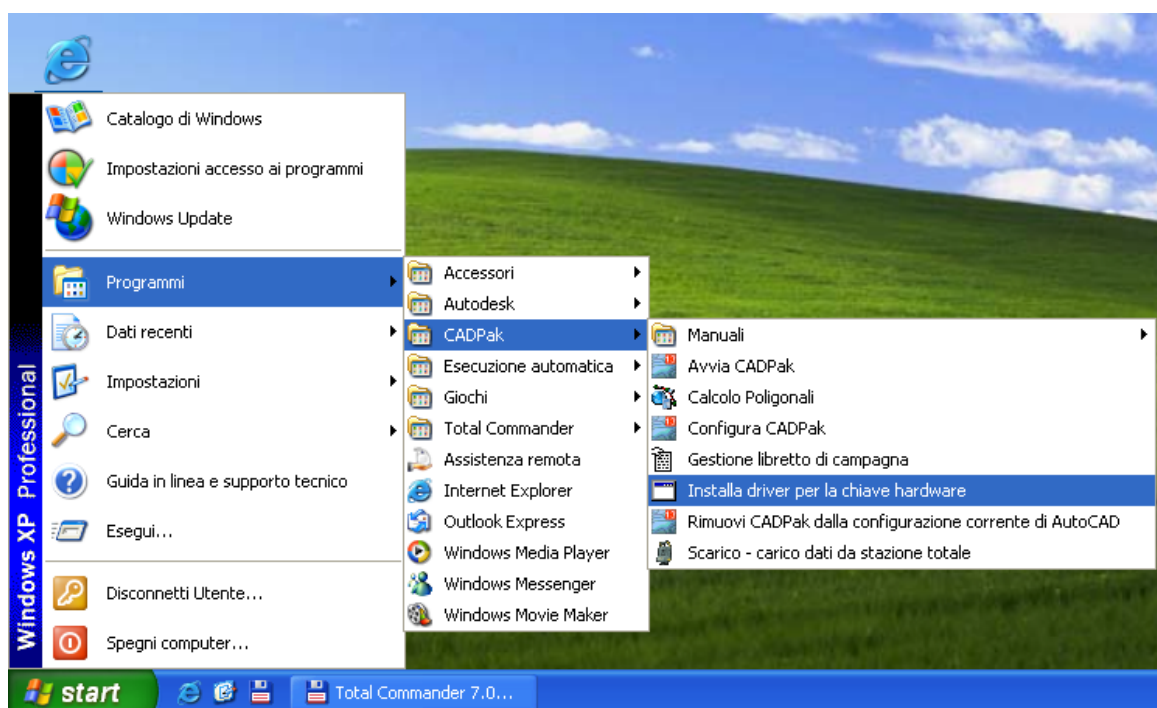 Catalogo di Windows
Impostazioni accesso ai programmi
Windows Update
Programmi
Dati recenti
Impostazioni
Cerca
Guida in linea e supporto tecnico
Esegui...
Disconnetti Utente...
Spegni computer...
Windows XP Professional
Accessori
Autodesk
CADPak
Esecuzione automatica
Giochi
Total Commander
Assistenza remota
Internet Explorer
Outlook Express
Windows Media Player
Windows Messenger
Windows Movie Maker
Manuali
Avvia CADPak
Calcolo Poligonali
Configura CADPak
Gestione libretto di campagna
Installa driver per la chiave hardware
Rimuovi CADPak dalla configurazione corrente di AutoCAD
Scarico - carico dati da stazione totale
start
Total Commander 7.0...